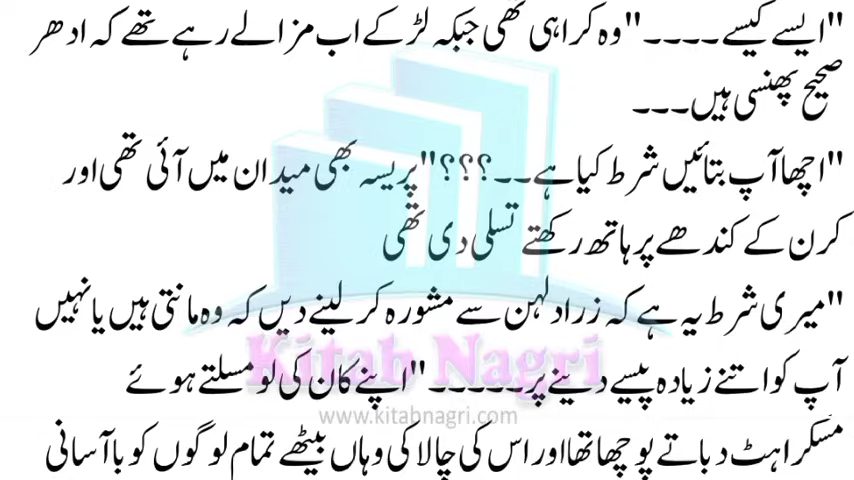 "ایسے کیسے۔۔۔۔"وہ کراہی تھی جبکہ لڑکے اب مزا لے رہے تھے کہ ادھر
صحیح پھنسی ہیں۔۔۔
"اچھا آپ بتائیں شرط کیا ہے۔۔؟؟؟"پریسہ بھی میدان میں آئی تھی اور
کرن کے کندھے پر ہاتھ رکھتے تسلی دی تھی
"میری شرط یہ ہے کہ زرا دلہن سے مشورہ کر لینے دیں کہ وہ مانتی ہیں یا نہیں
آپ کو اتنے زیادہ پیسے دینے پر۔۔۔۔۔"اپنے کان کی لو مسلتے ہوئے
Kitab Nagri
www.kitabnagri.com
مسکراہٹ دباتے پوچھا تھا اور اس کی چالاکی وہاں بیٹھے تمام لوگوں کو باآسانی